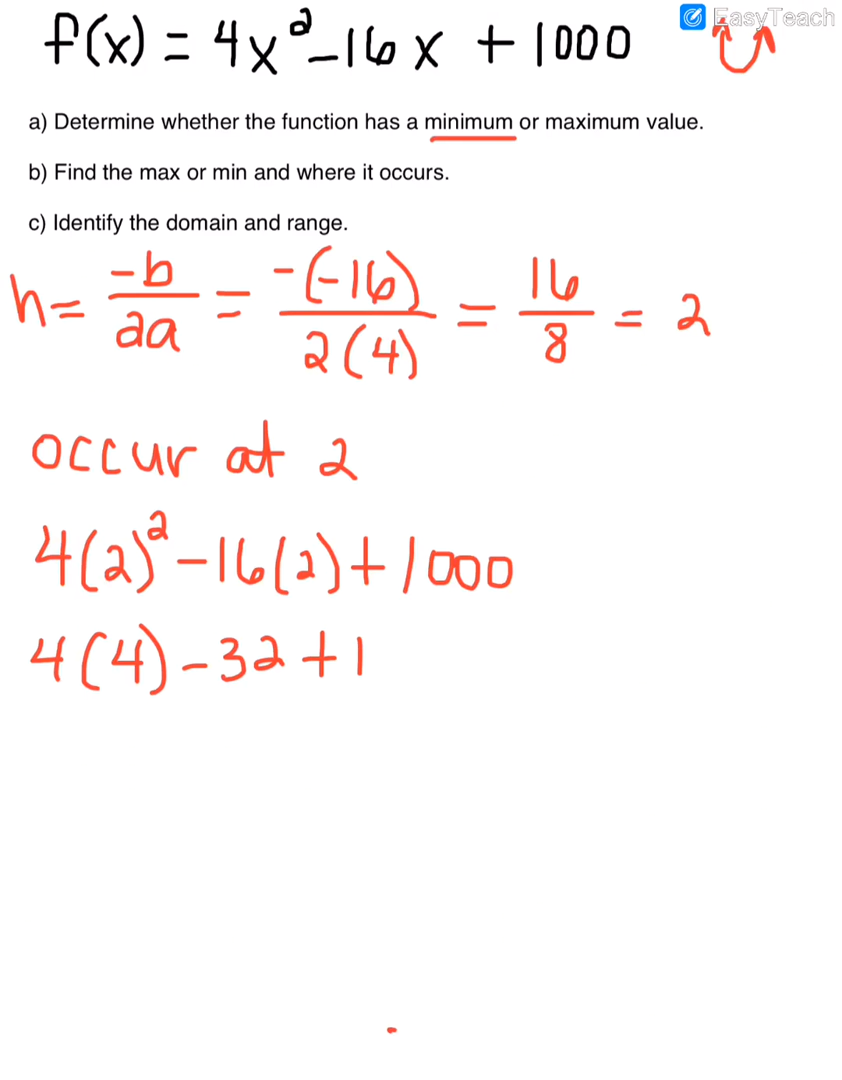 EasyTeach
f(x) = 4x² - 16x + 1000
a) Determine whether the function has a minimum or maximum value.
b) Find the max or min and where it occurs.
c) Identify the domain and range.
h = -b/2a = -(-16)/2(4) = 16/8 = 2
occur at 2
4(2)² - 16(2) + 1000
4(4) - 32 + 1